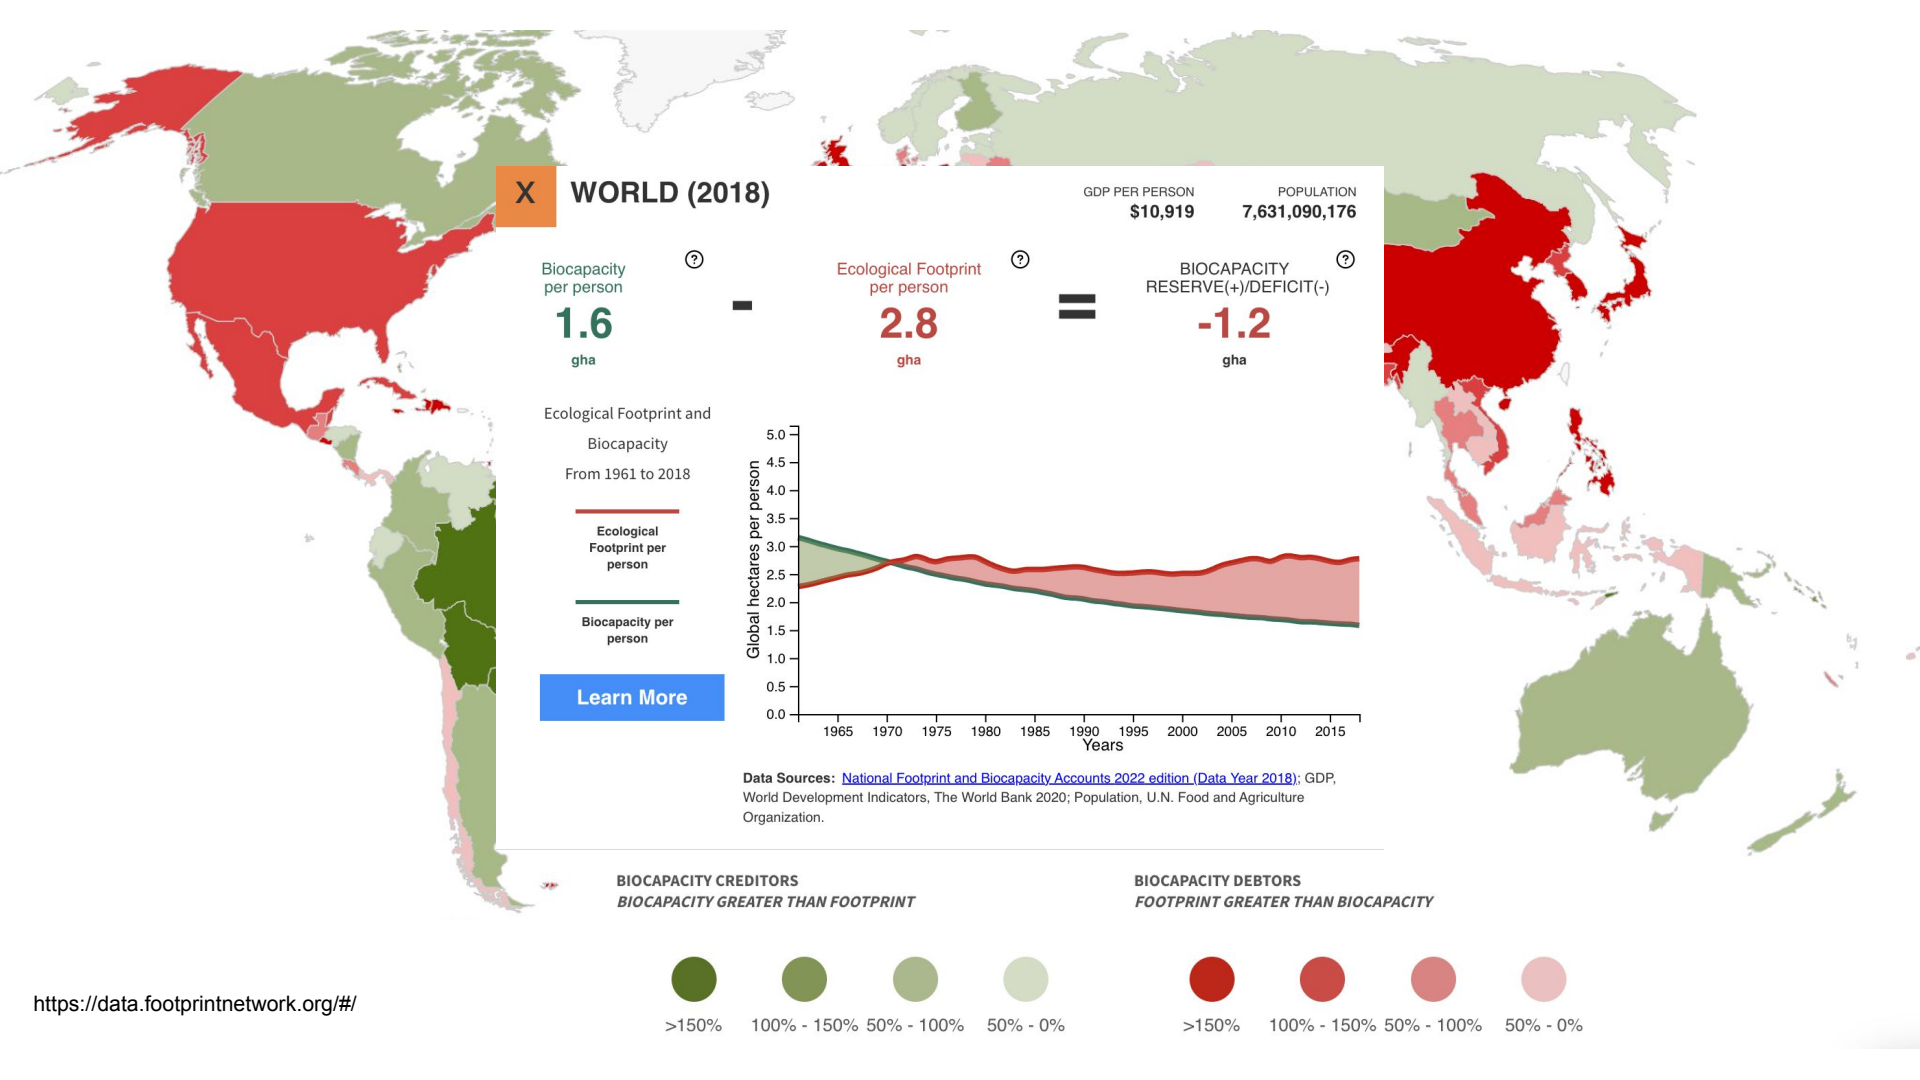 X
WORLD (2018)
GDP PER PERSON
$10,919
POPULATION
7,631,090,176
Biocapacity
per person
1.6
gha
?
-
Ecological Footprint
per person
2.8
gha
?
=
BIOCAPACITY
RESERVE(+)/DEFICIT(-)
-1.2
gha
?
Ecological Footprint and
Biocapacity
From 1961 to 2018
Ecological
Footprint per
person
Biocapacity per
person
Learn More
Global hectares per person
5.0
4.5
4.0
3.5
3.0
2.5
2.0
1.5
1.0
0.5
0.0
1965 1970 1975 1980 1985 1990 1995 2000 2005 2010 2015
Years
Data Sources: National Footprint and Biocapacity Accounts 2022 edition (Data Year 2018); GDP,
World Development Indicators, The World Bank 2020; Population, U.N. Food and Agriculture
Organization.
BIOCAPACITY CREDITORS
BIOCAPACITY GREATER THAN FOOTPRINT
>150% 100% - 150% 50% - 100% 50% - 0%
BIOCAPACITY DEBTORS
FOOTPRINT GREATER THAN BIOCAPACITY
>150% 100% - 150% 50% - 100% 50% - 0%
https://data.footprintnetwork.org/#/